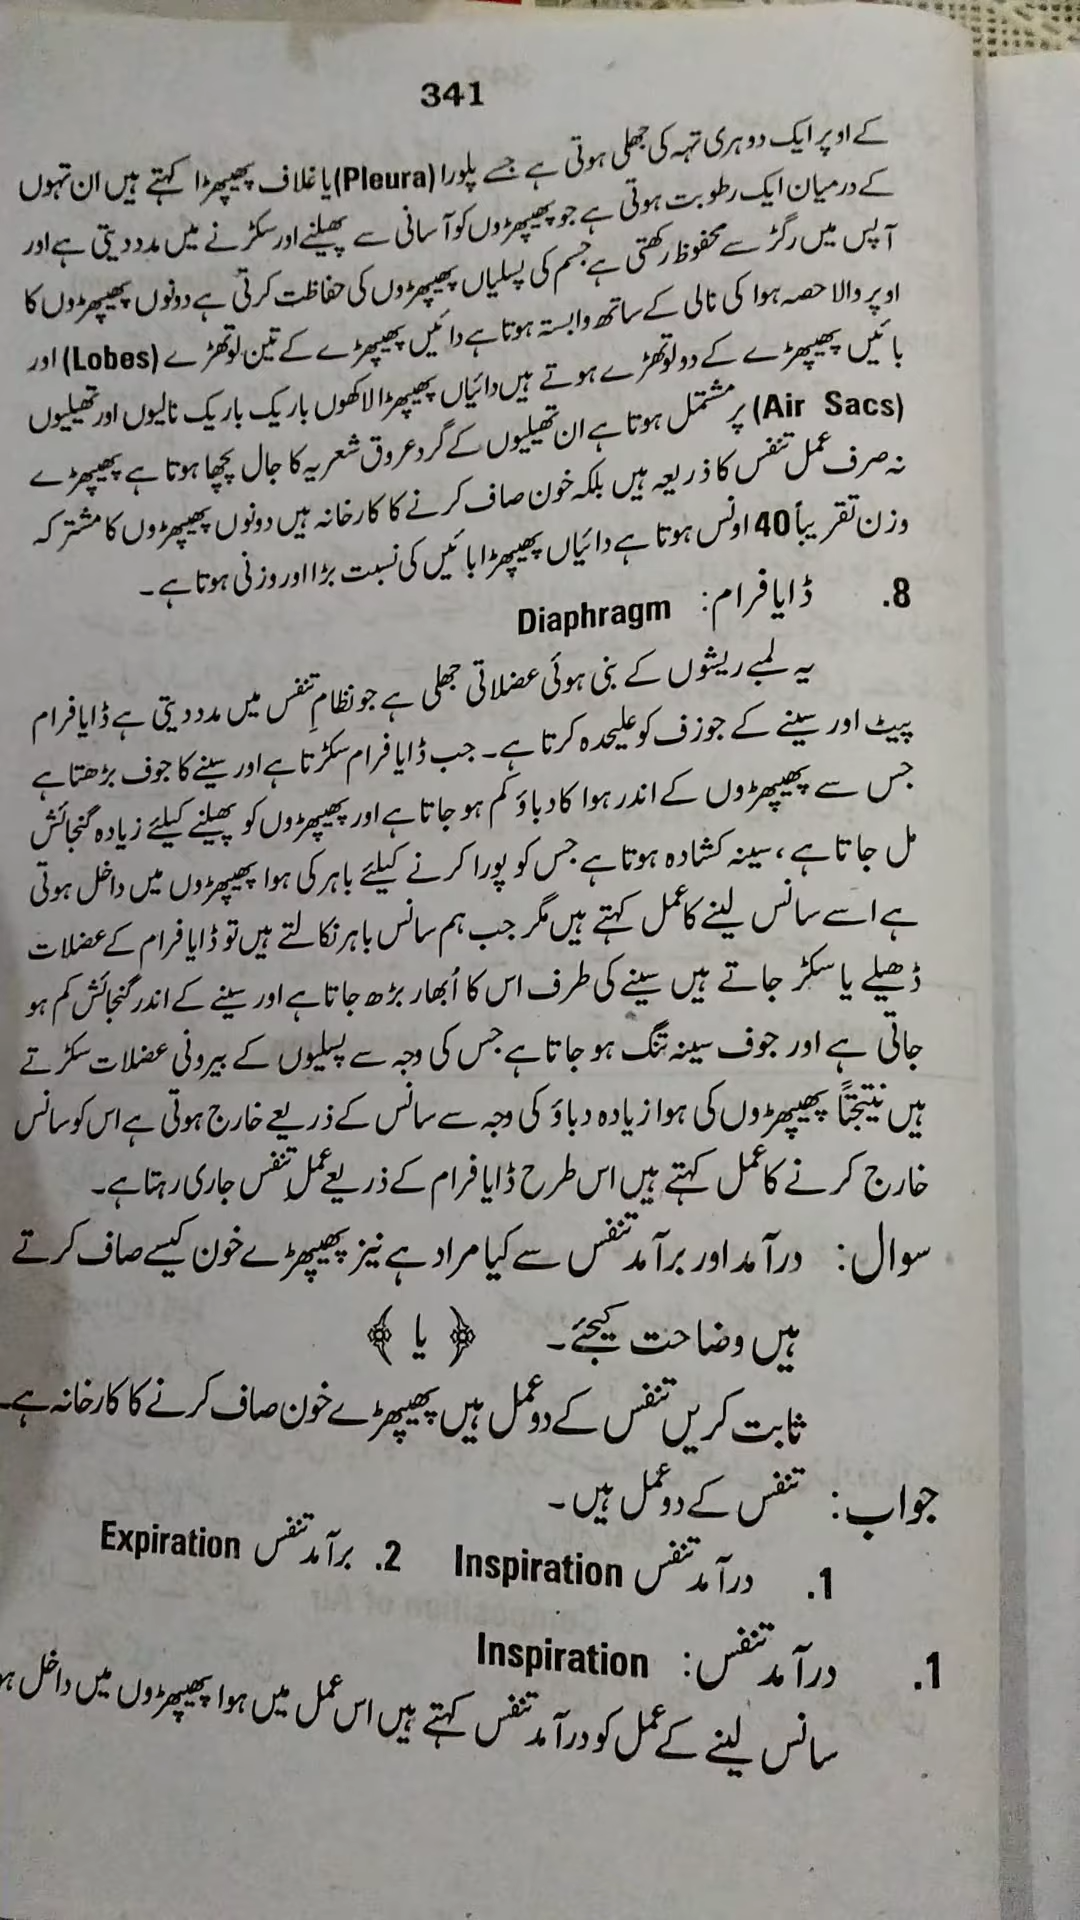 341
کے اوپر ایک دوہری تہہ کی جھلی ہوتی ہے جسے پلورا (Pleura) یا غلاف پھیپھڑا کہتے ہیں ان تہوں
کے درمیان ایک رطوبت ہوتی ہے جو پھیپھڑوں کو آسانی سے پھیلنے اور سکڑنے میں مدد دیتی ہے اور
آپس میں رگڑ سے محفوظ رکھتی ہے جسم کی پسلیاں پھیپھڑوں کی حفاظت کرتی ہے دونوں پھیپھڑوں کا
اوپر والا حصہ ہوا کی نالی کے ساتھ وابستہ ہوتا ہے دائیں پھیپھڑے کے تین لوتھڑے (Lobes) اور
بائیں پھیپھڑے کے دو لوتھڑے ہوتے ہیں دائیاں پھیپھڑا لاکھوں باریک باریک نالیوں اور تھیلیوں
(Air Sacs) پر مشتمل ہوتا ہے ان تھیلیوں کے گرد عروق شعریہ کا جال بچھا ہوتا ہے پھیپھڑے
نہ صرف عمل تنفس کا ذریعہ ہیں بلکہ خون صاف کرنے کا کارخانہ ہیں دونوں پھیپھڑوں کا مشترکہ
وزن تقریباً 40 اونس ہوتا ہے دائیاں پھیپھڑا بائیں کی نسبت بڑا اور وزنی ہوتا ہے۔
8. ڈایا فرام: Diaphragm
یہ لمبے ریشوں کے بنی ہوئی عضلاتی جھلی ہے جو نظامِ تنفس میں مدد دیتی ہے ڈایا فرام
پیٹ اور سینے کے جوزف کو علیحدہ کرتا ہے۔ جب ڈایا فرام سکڑتا ہے اور سینے کا جوف بڑھتا ہے
جس سے پھیپھڑوں کے اندر ہوا کا دباؤ کم ہو جاتا ہے اور پھیپھڑوں کو پھیلنے کیلئے زیادہ گنجائش
مل جاتا ہے، سینہ کشادہ ہوتا ہے جس کو پورا کرنے کیلئے باہر کی ہوا پھیپھڑوں میں داخل ہوتی
ہے اسے سانس لینے کا عمل کہتے ہیں مگر جب ہم سانس باہر نکالتے ہیں تو ڈایا فرام کے عضلات
ڈھیلے یا سکڑ جاتے ہیں سینے کی طرف اس کا اُبھار بڑھ جاتا ہے اور سینے کے اندر گنجائش کم ہو
جاتی ہے اور جوف سینہ تنگ ہو جاتا ہے جس کی وجہ سے پسلیوں کے بیرونی عضلات سکڑتے
ہیں نتیجتاً پھیپھڑوں کی ہوا زیادہ دباؤ کی وجہ سے سانس کے ذریعے خارج ہوتی ہے اس کو سانس
خارج کرنے کا عمل کہتے ہیں اس طرح ڈایا فرام کے ذریعے عملِ تنفس جاری رہتا ہے۔
سوال: درآمد اور برآمد تنفس سے کیا مراد ہے نیز پھیپھڑے خون کیسے صاف کرتے
ہیں وضاحت کیجئے۔ ﴿ یا ﴾
ثابت کریں تنفس کے دو عمل ہیں پھیپھڑے خون صاف کرنے کا کارخانہ ہے۔
جواب: تنفس کے دو عمل ہیں۔
1. درآمد تنفس Inspiration 2. برآمد تنفس Expiration
1. درآمد تنفس: Inspiration
سانس لینے کے عمل کو درآمد تنفس کہتے ہیں اس عمل میں ہوا پھیپھڑوں میں داخل